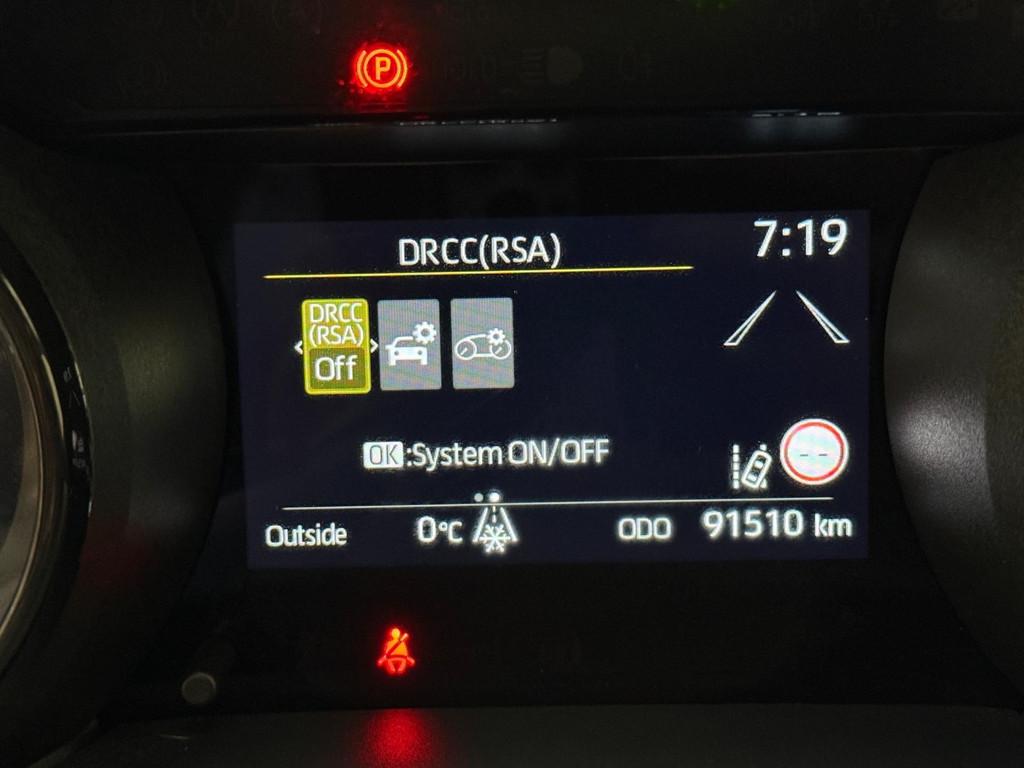 P
DRCC(RSA)
7:19
DRCC
(RSA)
Off
OK:System ON/OFF
--
Outside 0°C ODO 91510 km